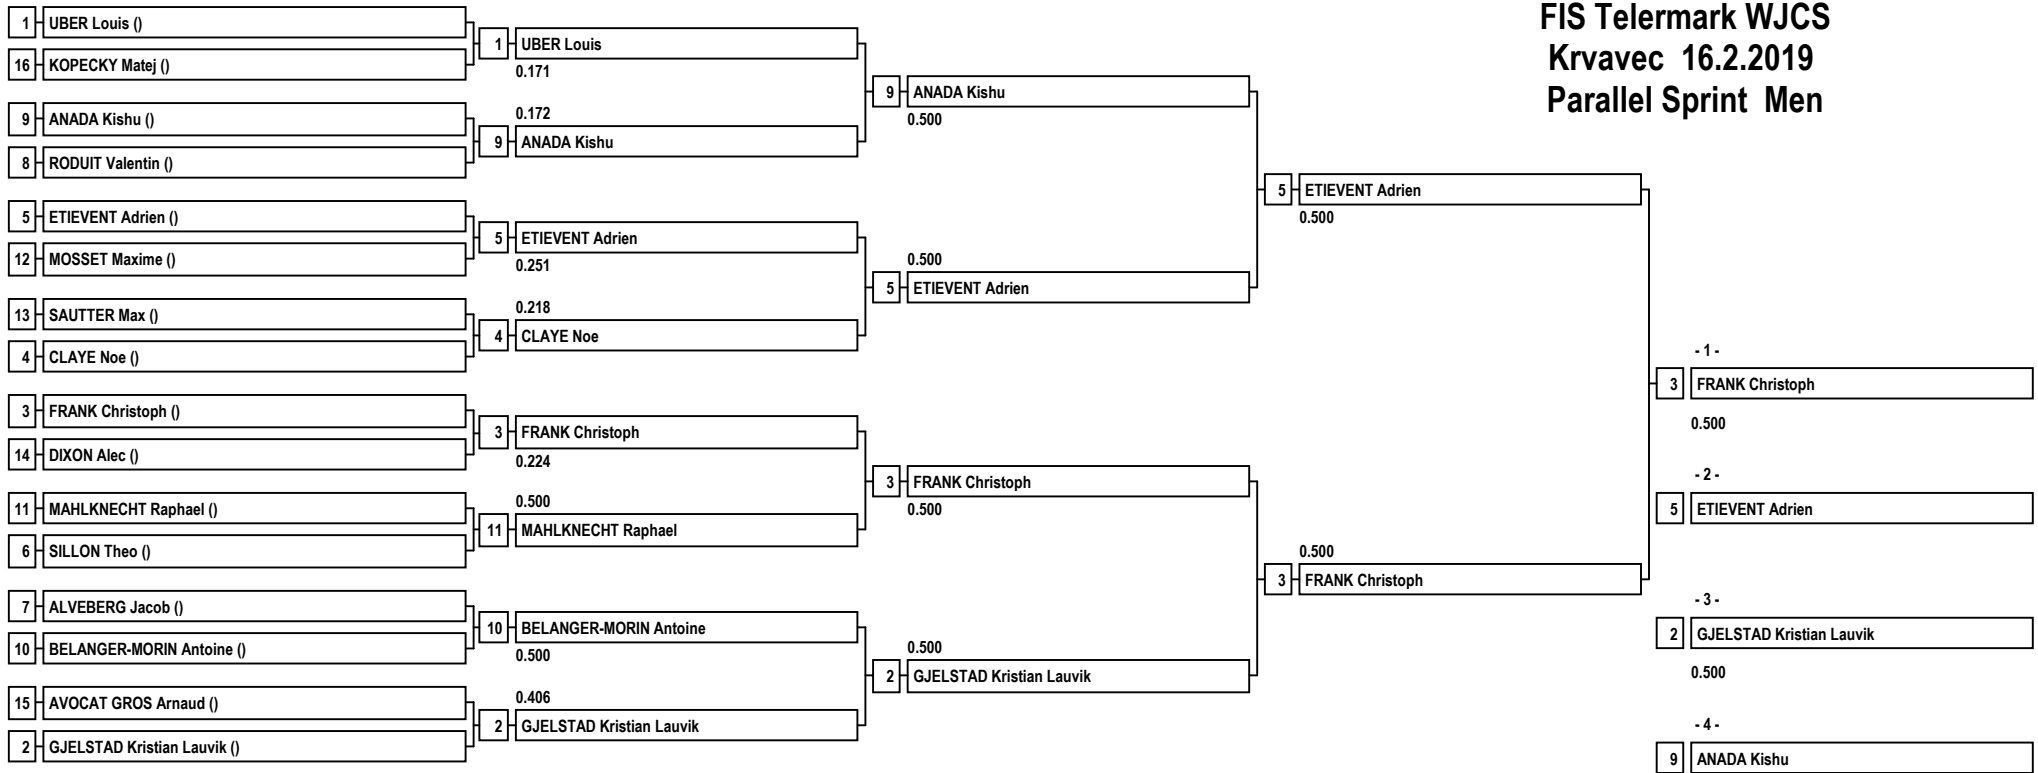 FIS Telermark WJCS
Krvavec 16.2.2019
Parallel Sprint Men
1 UBER Louis ()
16 KOPECKY Matej ()
9 ANADA Kishu ()
8 RODUIT Valentin ()
5 ETIEVENT Adrien ()
12 MOSSET Maxime ()
13 SAUTTER Max ()
4 CLAYE Noe ()
3 FRANK Christoph ()
14 DIXON Alec ()
11 MAHLKNECHT Raphael ()
6 SILLON Theo ()
7 ALVEBERG Jacob ()
10 BELANGER-MORIN Antoine ()
15 AVOCAT GROS Arnaud ()
2 GJELSTAD Kristian Lauvik ()
1 UBER Louis
0.171
0.172
9 ANADA Kishu
5 ETIEVENT Adrien
0.251
0.218
4 CLAYE Noe
3 FRANK Christoph
0.224
0.500
11 MAHLKNECHT Raphael
10 BELANGER-MORIN Antoine
0.500
0.406
2 GJELSTAD Kristian Lauvik
9 ANADA Kishu
0.500
0.500
5 ETIEVENT Adrien
3 FRANK Christoph
0.500
0.500
2 GJELSTAD Kristian Lauvik
5 ETIEVENT Adrien
0.500
0.500
3 FRANK Christoph
- 1 -
3 FRANK Christoph
0.500
- 2 -
5 ETIEVENT Adrien
- 3 -
2 GJELSTAD Kristian Lauvik
0.500
- 4 -
9 ANADA Kishu